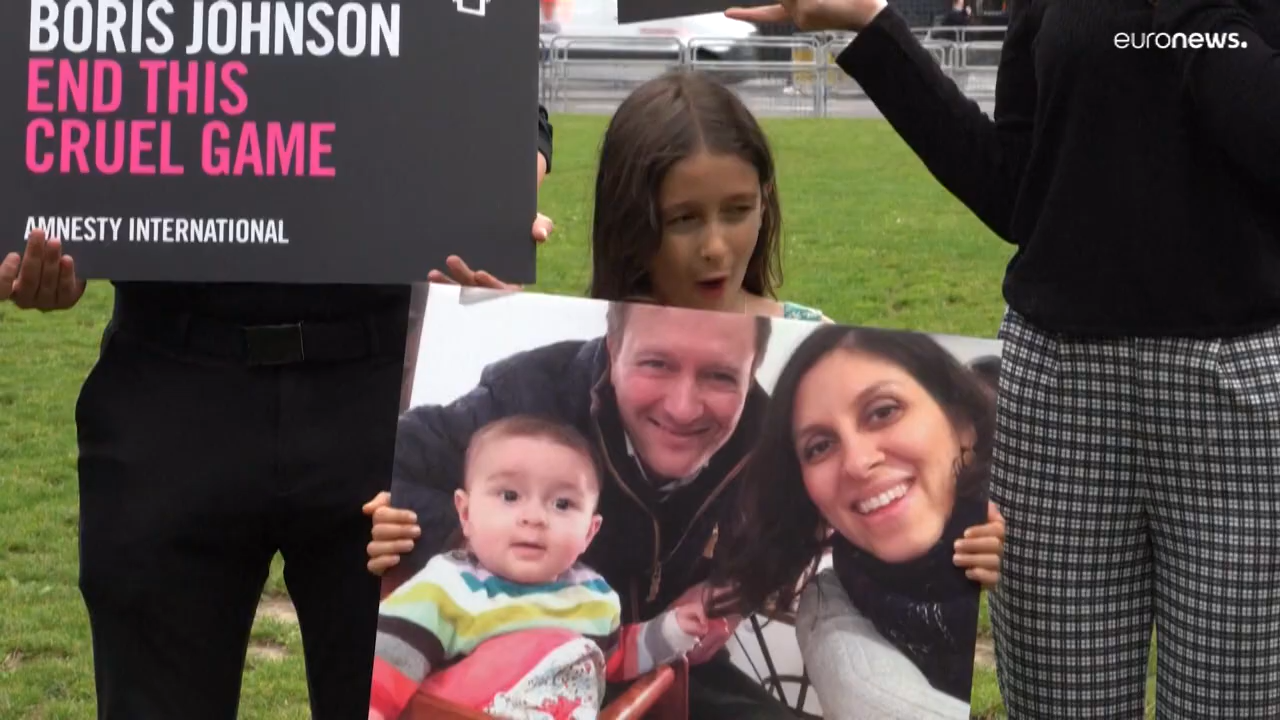 BORIS JOHNSON
END THIS
CRUEL GAME
AMNESTY INTERNATIONAL
euronews.